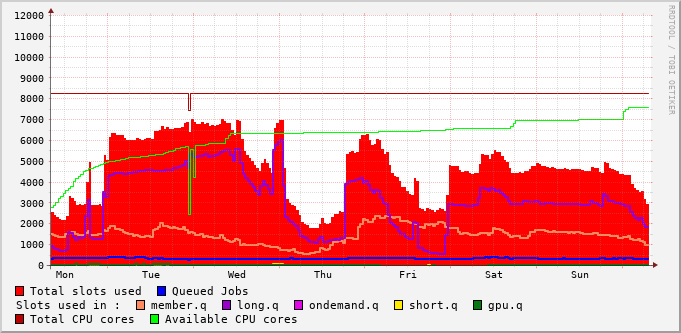 12000
11000
10000
9000
8000
7000
6000
5000
4000
3000
2000
1000
0
Mon Tue Wed Thu Fri Sat Sun
RRDTOOL / TOBI OETIKER
Total slots used Queued Jobs
Slots used in : member.q long.q ondemand.q short.q gpu.q
Total CPU cores Available CPU cores